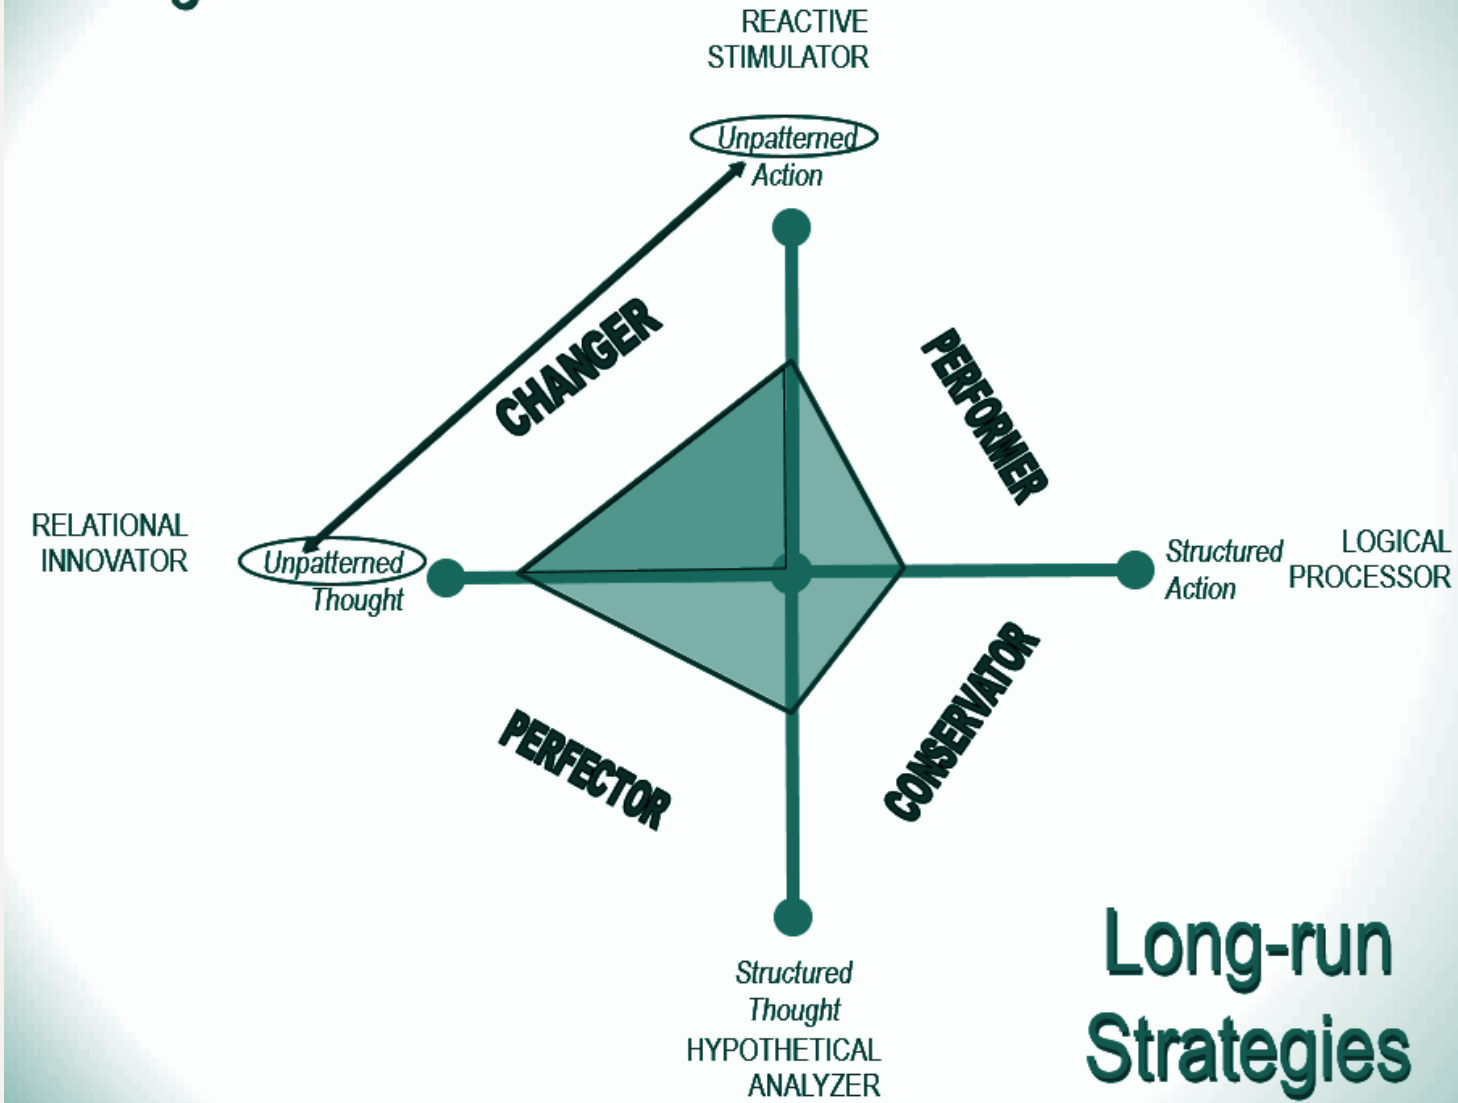 REACTIVE
STIMULATOR
Unpatterned
Action
CHANGER
PERFORMER
RELATIONAL
INNOVATOR
Unpatterned
Thought
Structured
Action
LOGICAL
PROCESSOR
PERFECTOR
CONSERVATOR
Structured
Thought
HYPOTHETICAL
ANALYZER
Long-run
Strategies